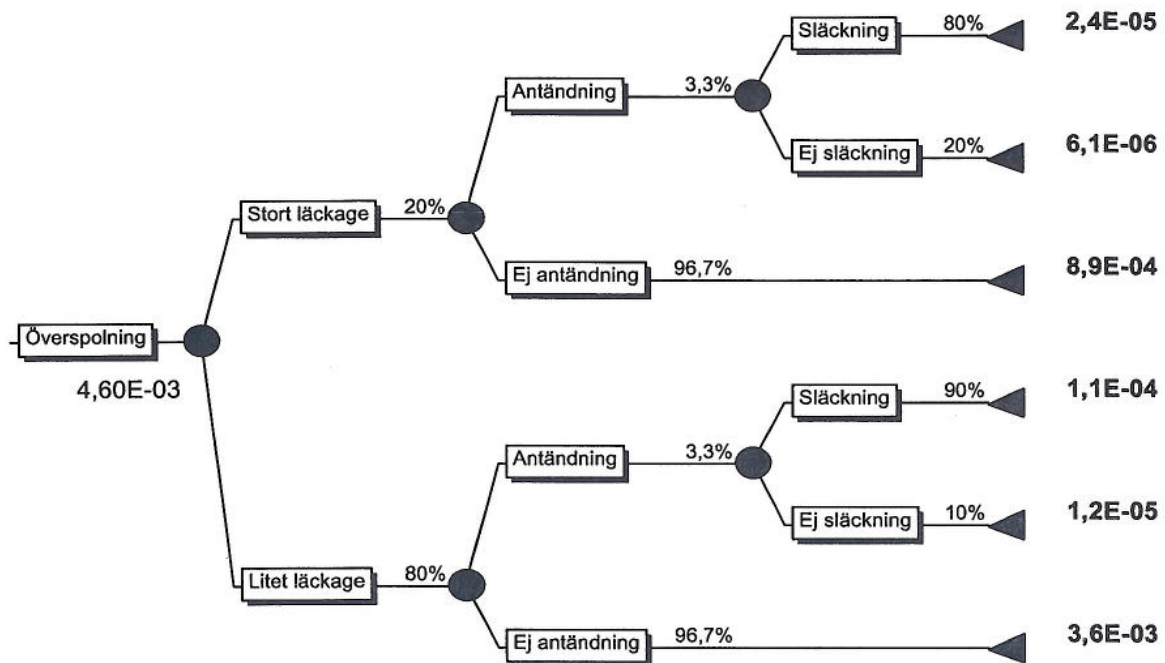 Släckning 80% 2,4E-05
Antändning 3,3%
Ej släckning 20% 6,1E-06
Stort läckage 20%
Ej antändning 96,7% 8,9E-04
Överspolning
4,60E-03
Släckning 90% 1,1E-04
Antändning 3,3%
Ej släckning 10% 1,2E-05
Litet läckage 80%
Ej antändning 96,7% 3,6E-03